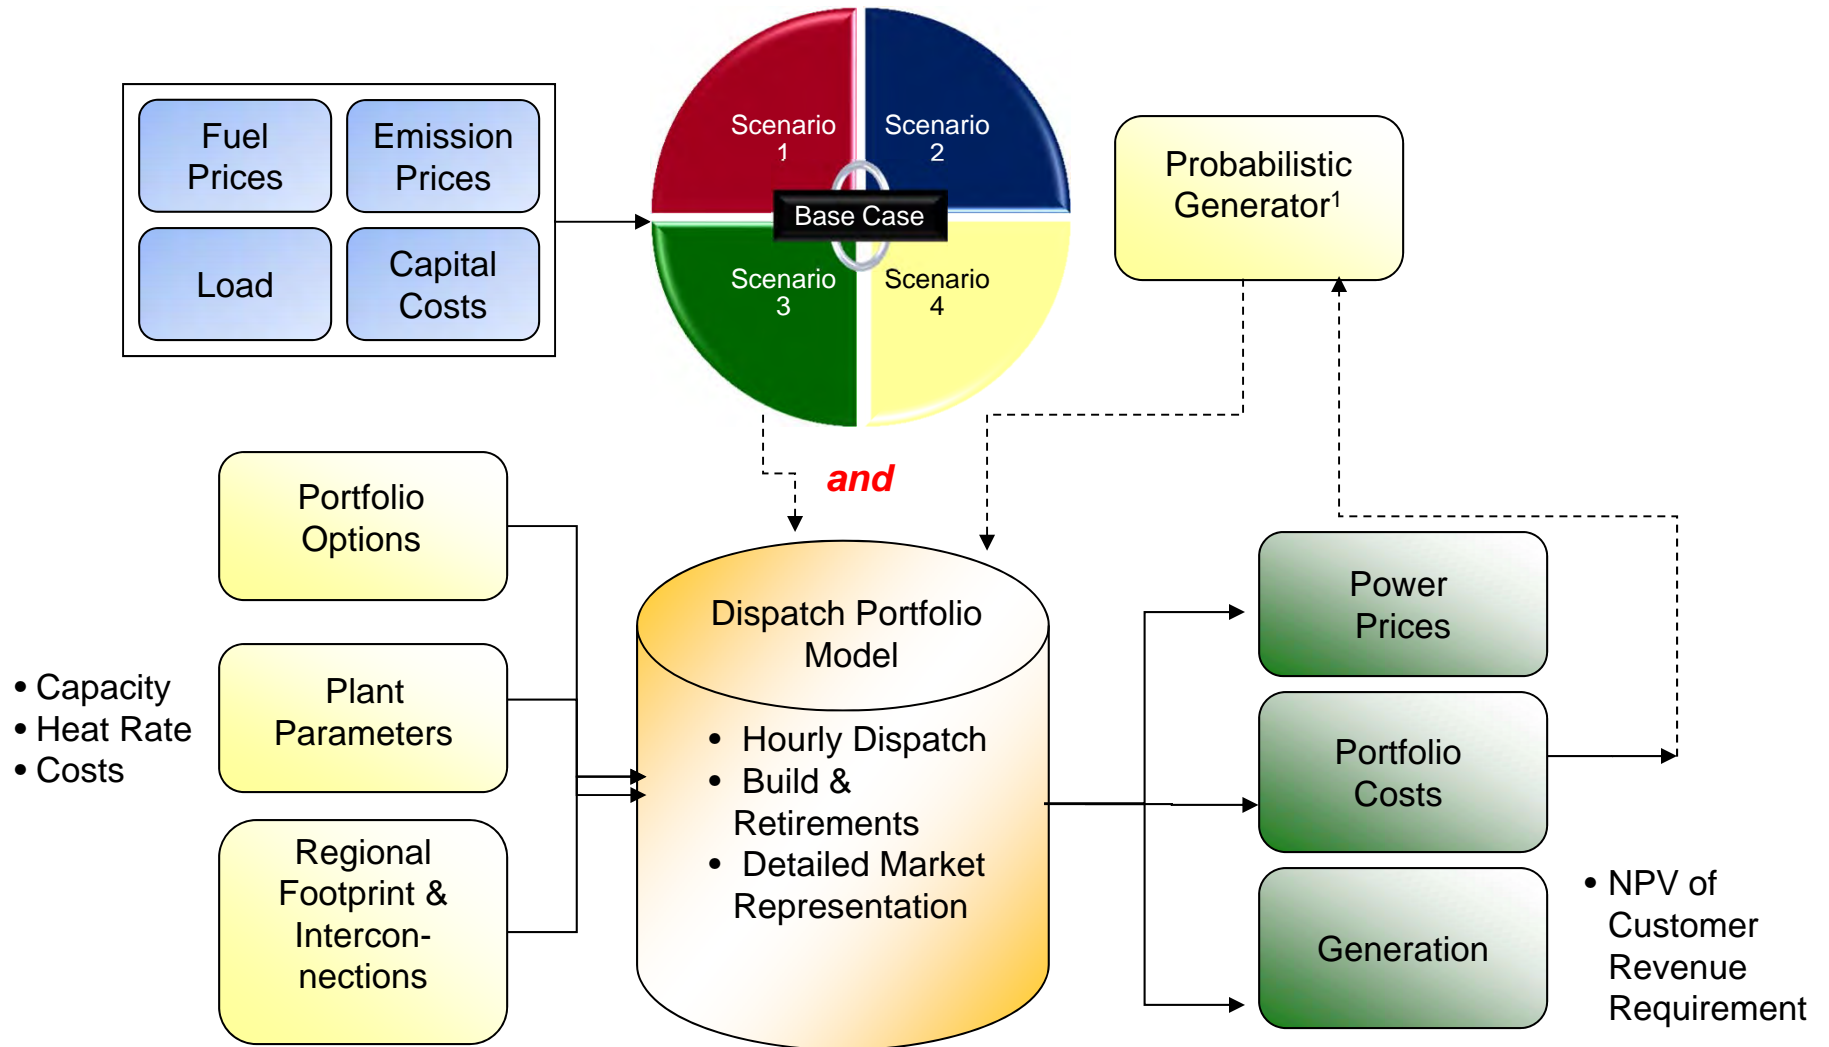 Fuel
Prices
Emission
Prices
Load
Capital
Costs
Scenario
1
Scenario
2
Base Case
Scenario
3
Scenario
4
Probabilistic
Generator¹
and
Portfolio
Options
Plant
Parameters
• Capacity
• Heat Rate
• Costs
Regional
Footprint &
Intercon-
nections
Dispatch Portfolio
Model
• Hourly Dispatch
• Build &
Retirements
• Detailed Market
Representation
Power
Prices
Portfolio
Costs
Generation
• NPV of
Customer
Revenue
Requirement